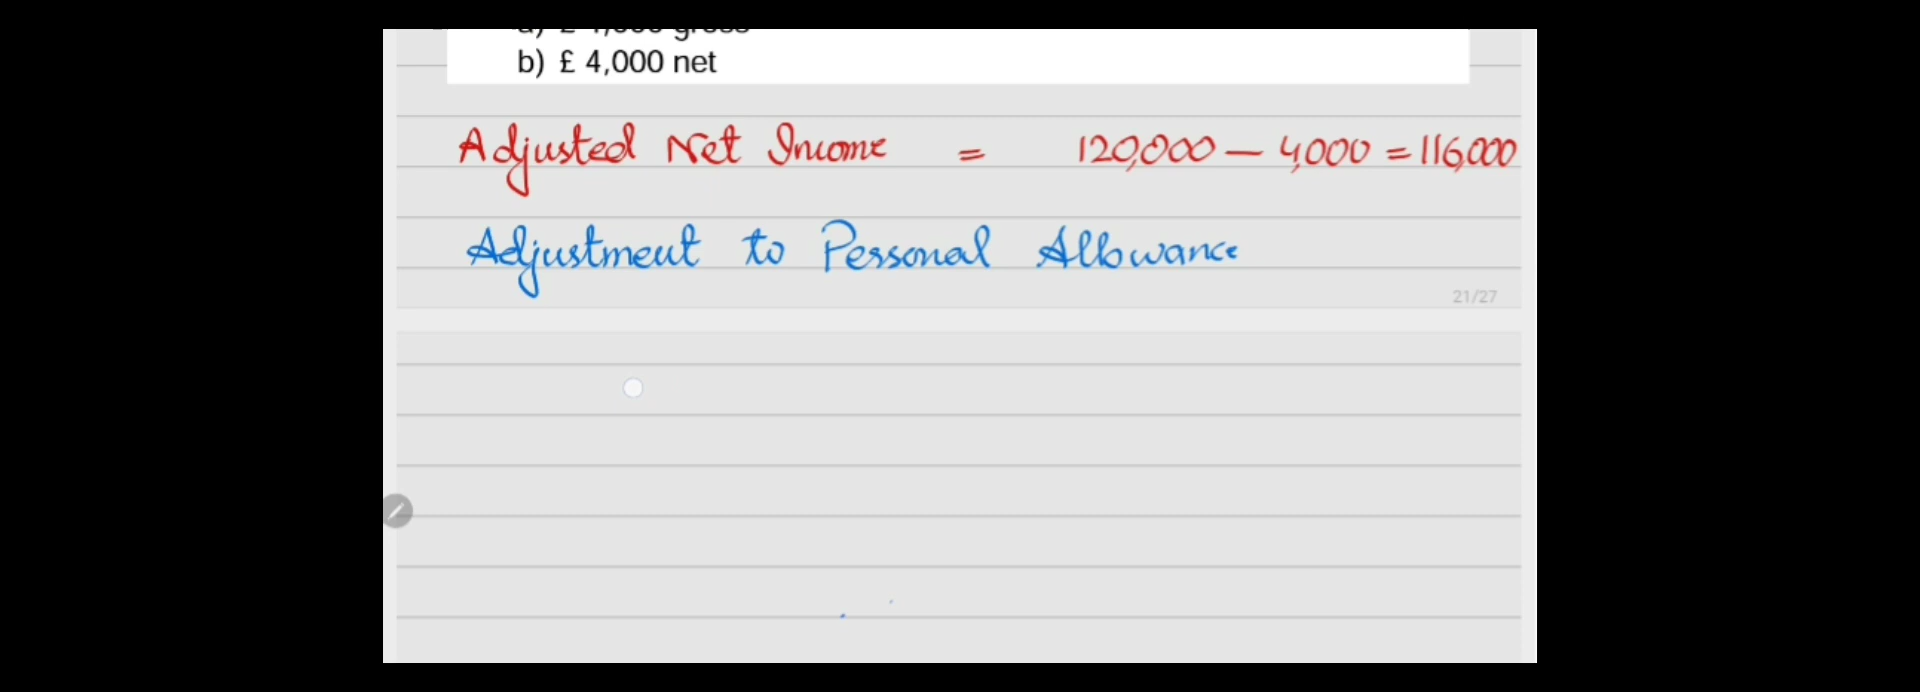 b) £ 4,000 net
Adjusted Net Income = 120,000 - 4,000 = 116,000
Adjustment to Personal Allowance
21/27